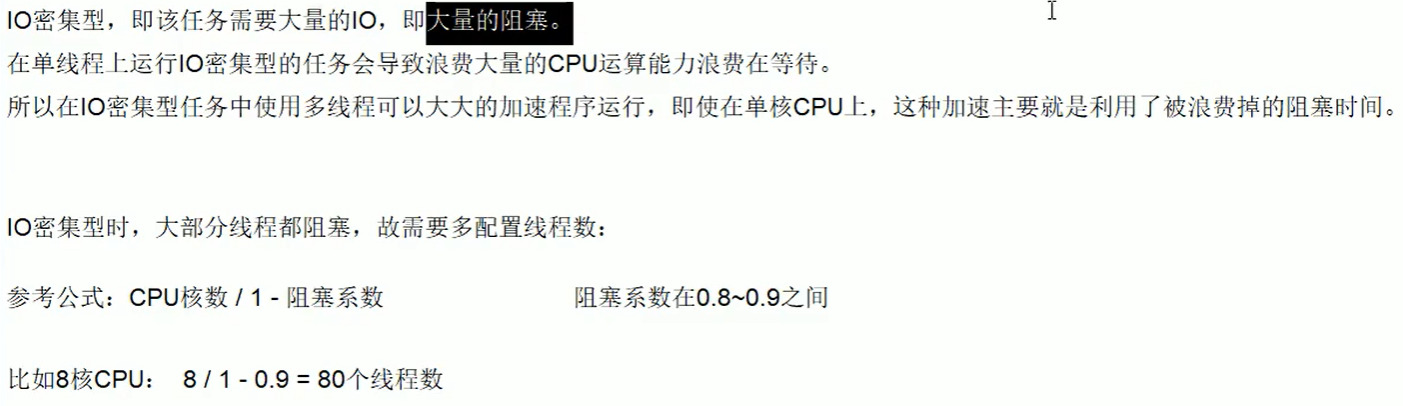 IO密集型，即该任务需要大量的IO，即大量的阻塞。
在单线程上运行IO密集型的任务会导致浪费大量的CPU运算能力浪费在等待。
所以在IO密集型任务中使用多线程可以大大的加速程序运行，即使在单核CPU上，这种加速主要就是利用了被浪费掉的阻塞时间。
IO密集型时，大部分线程都阻塞，故需要多配置线程数：
参考公式：CPU核数 / 1 - 阻塞系数 阻塞系数在0.8~0.9之间
比如8核CPU： 8 / 1 - 0.9 = 80个线程数